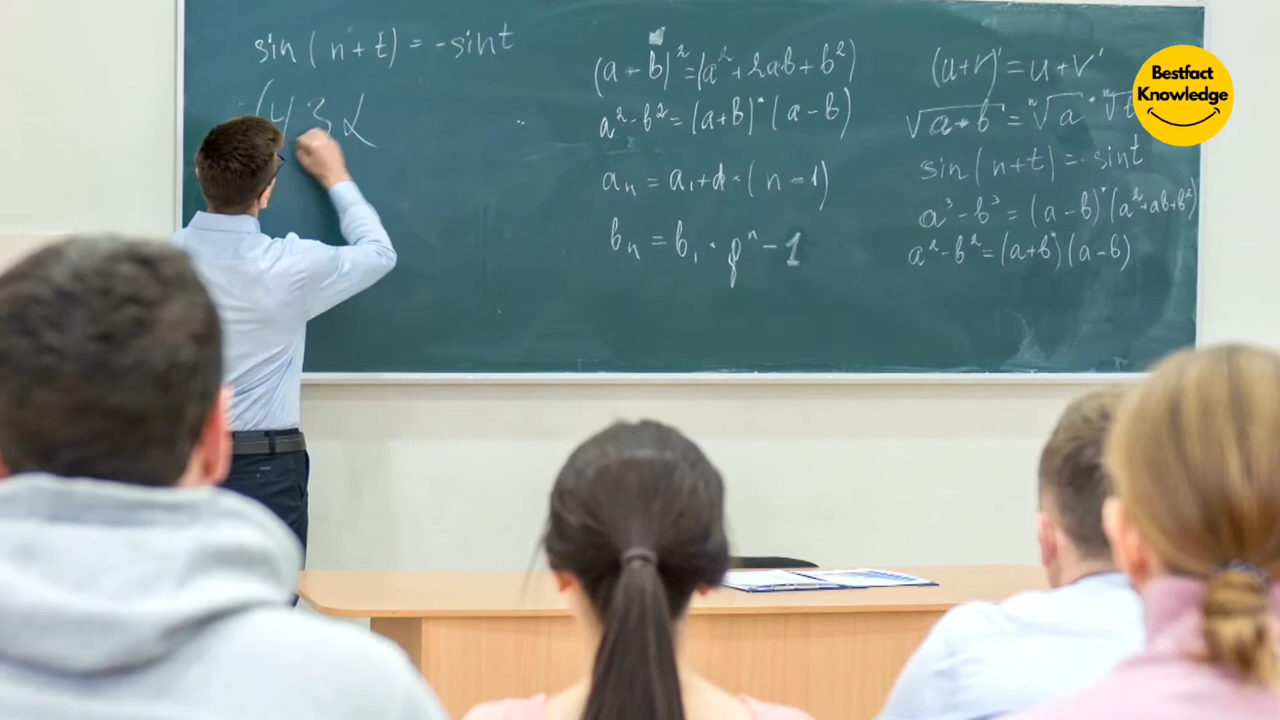 sin(n+t) = -sint
(43α
(a-b)²=(a²+2ab+b²)
a²-b²=(a+b)*(a-b)
aₙ = a₁+d·(n-1)
bₙ = b₁·qⁿ-1
(u+v)'=u+v'
√a*b = ⁿ√a *
sin(n+t)=-sint
a³-b³=(a-b)*(a²+ab+b²)
a²-b²=(a+b*)(a-b)
Bestfact
Knowledge